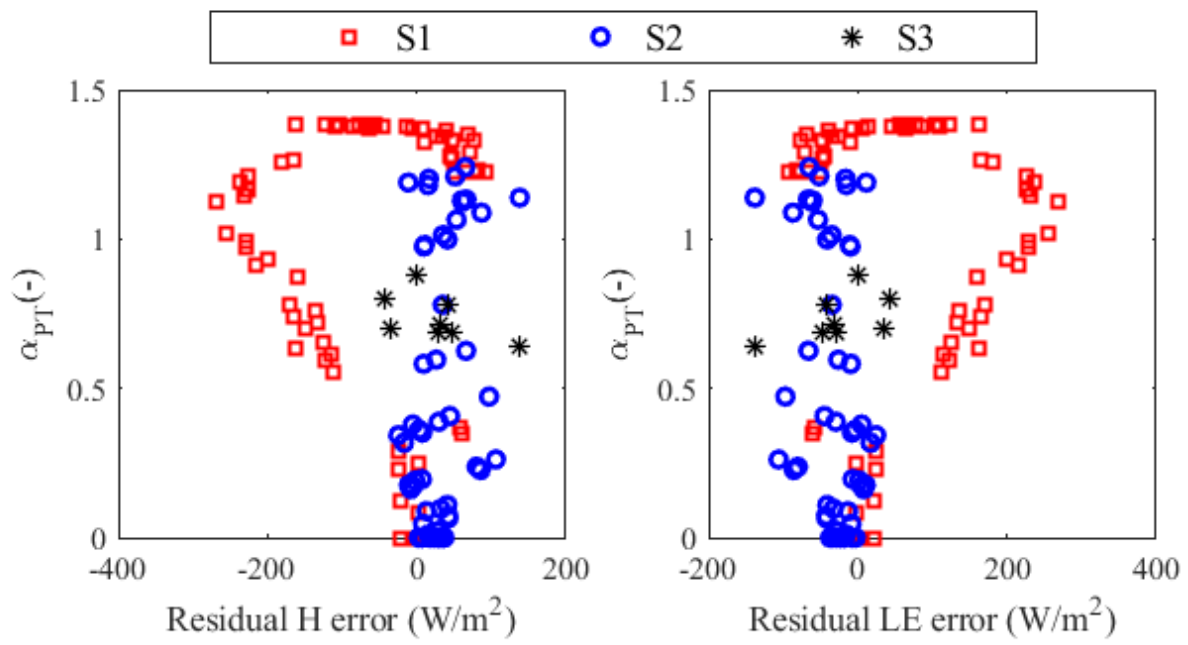 S1 S2 S3
1.5 1.5
1 1
α_PT(-) α_PT(-)
0.5 0.5
0 0
-400 -200 0 200 -200 0 200 400
Residual H error (W/m²) Residual LE error (W/m²)